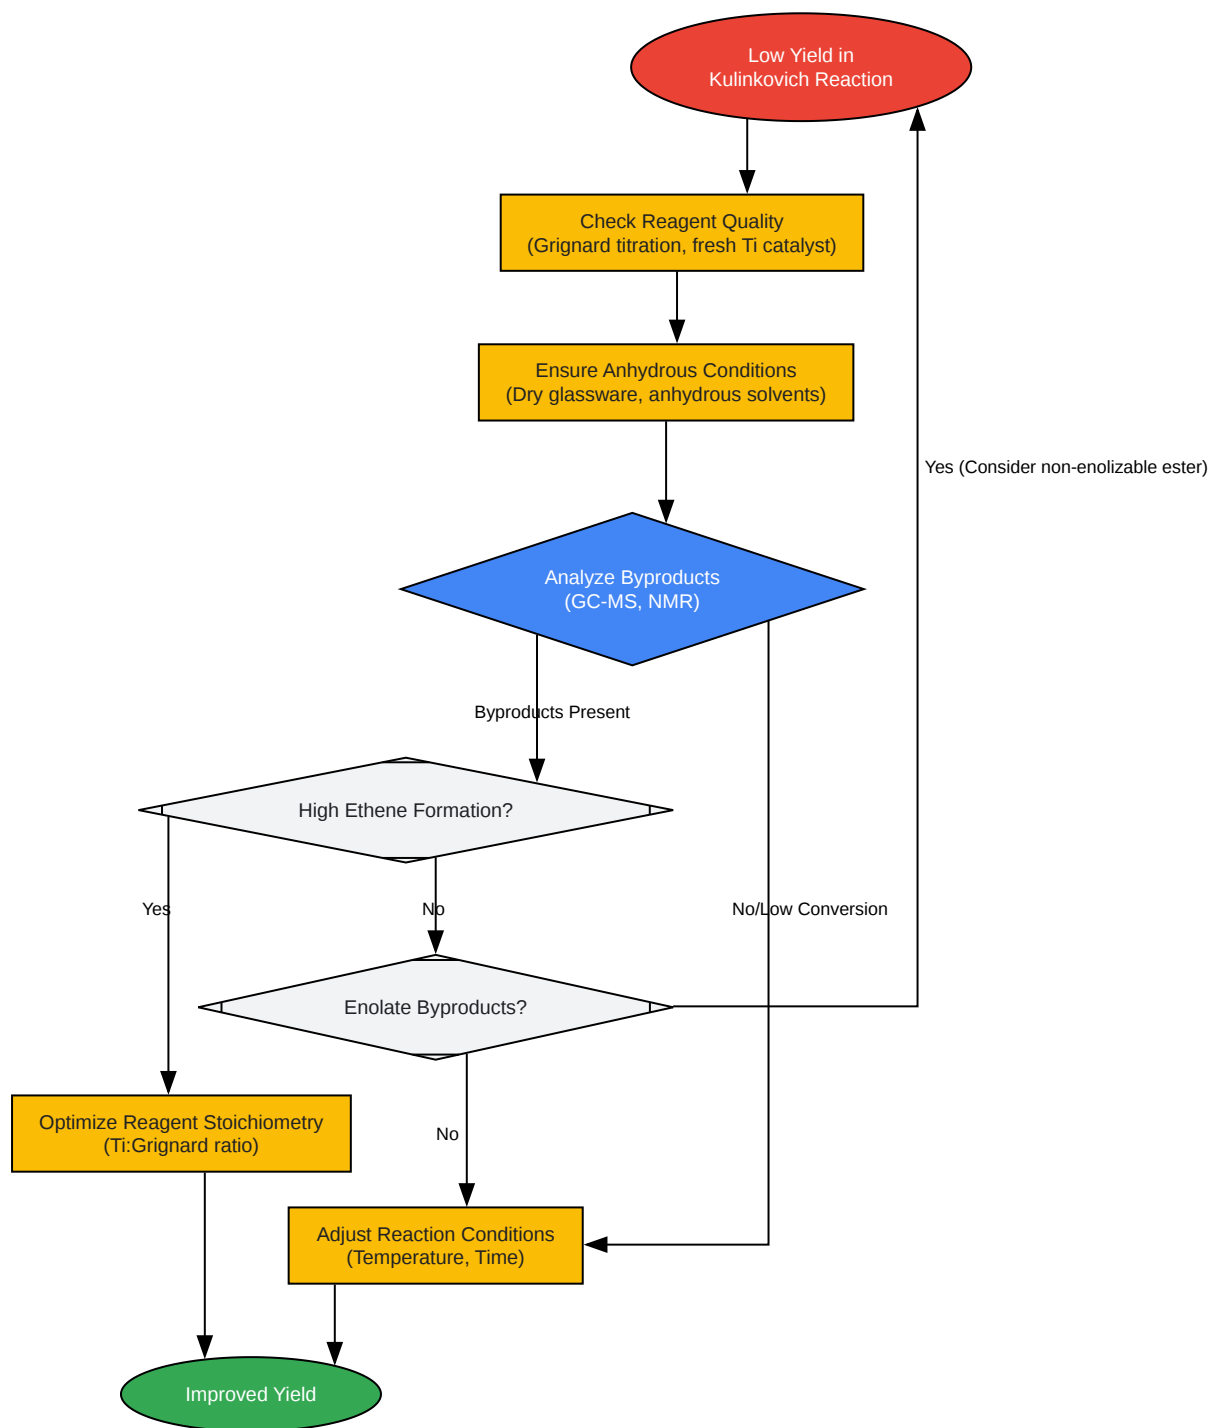 Low Yield in
Kulinkovich Reaction
Check Reagent Quality
(Grignard titration, fresh Ti catalyst)
Ensure Anhydrous Conditions
(Dry glassware, anhydrous solvents)
Yes (Consider non-enolizable ester)
Analyze Byproducts
(GC-MS, NMR)
Byproducts Present
High Ethene Formation?
Yes
No
No/Low Conversion
Enolate Byproducts?
Optimize Reagent Stoichiometry
(Ti:Grignard ratio)
No
Adjust Reaction Conditions
(Temperature, Time)
Improved Yield